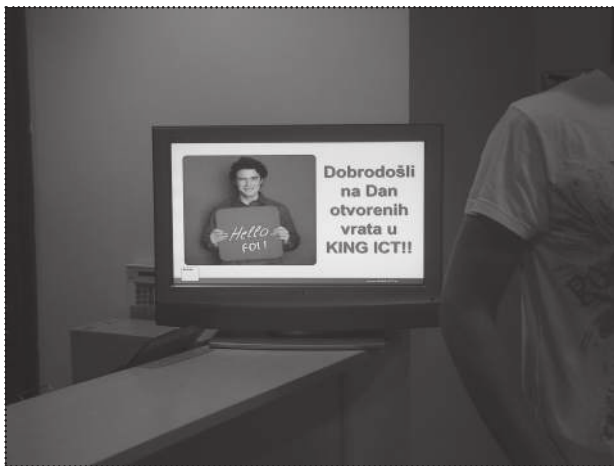 Hello
FOI!
Dobrodošli
na Dan
otvorenih
vrata u
KING ICT!!